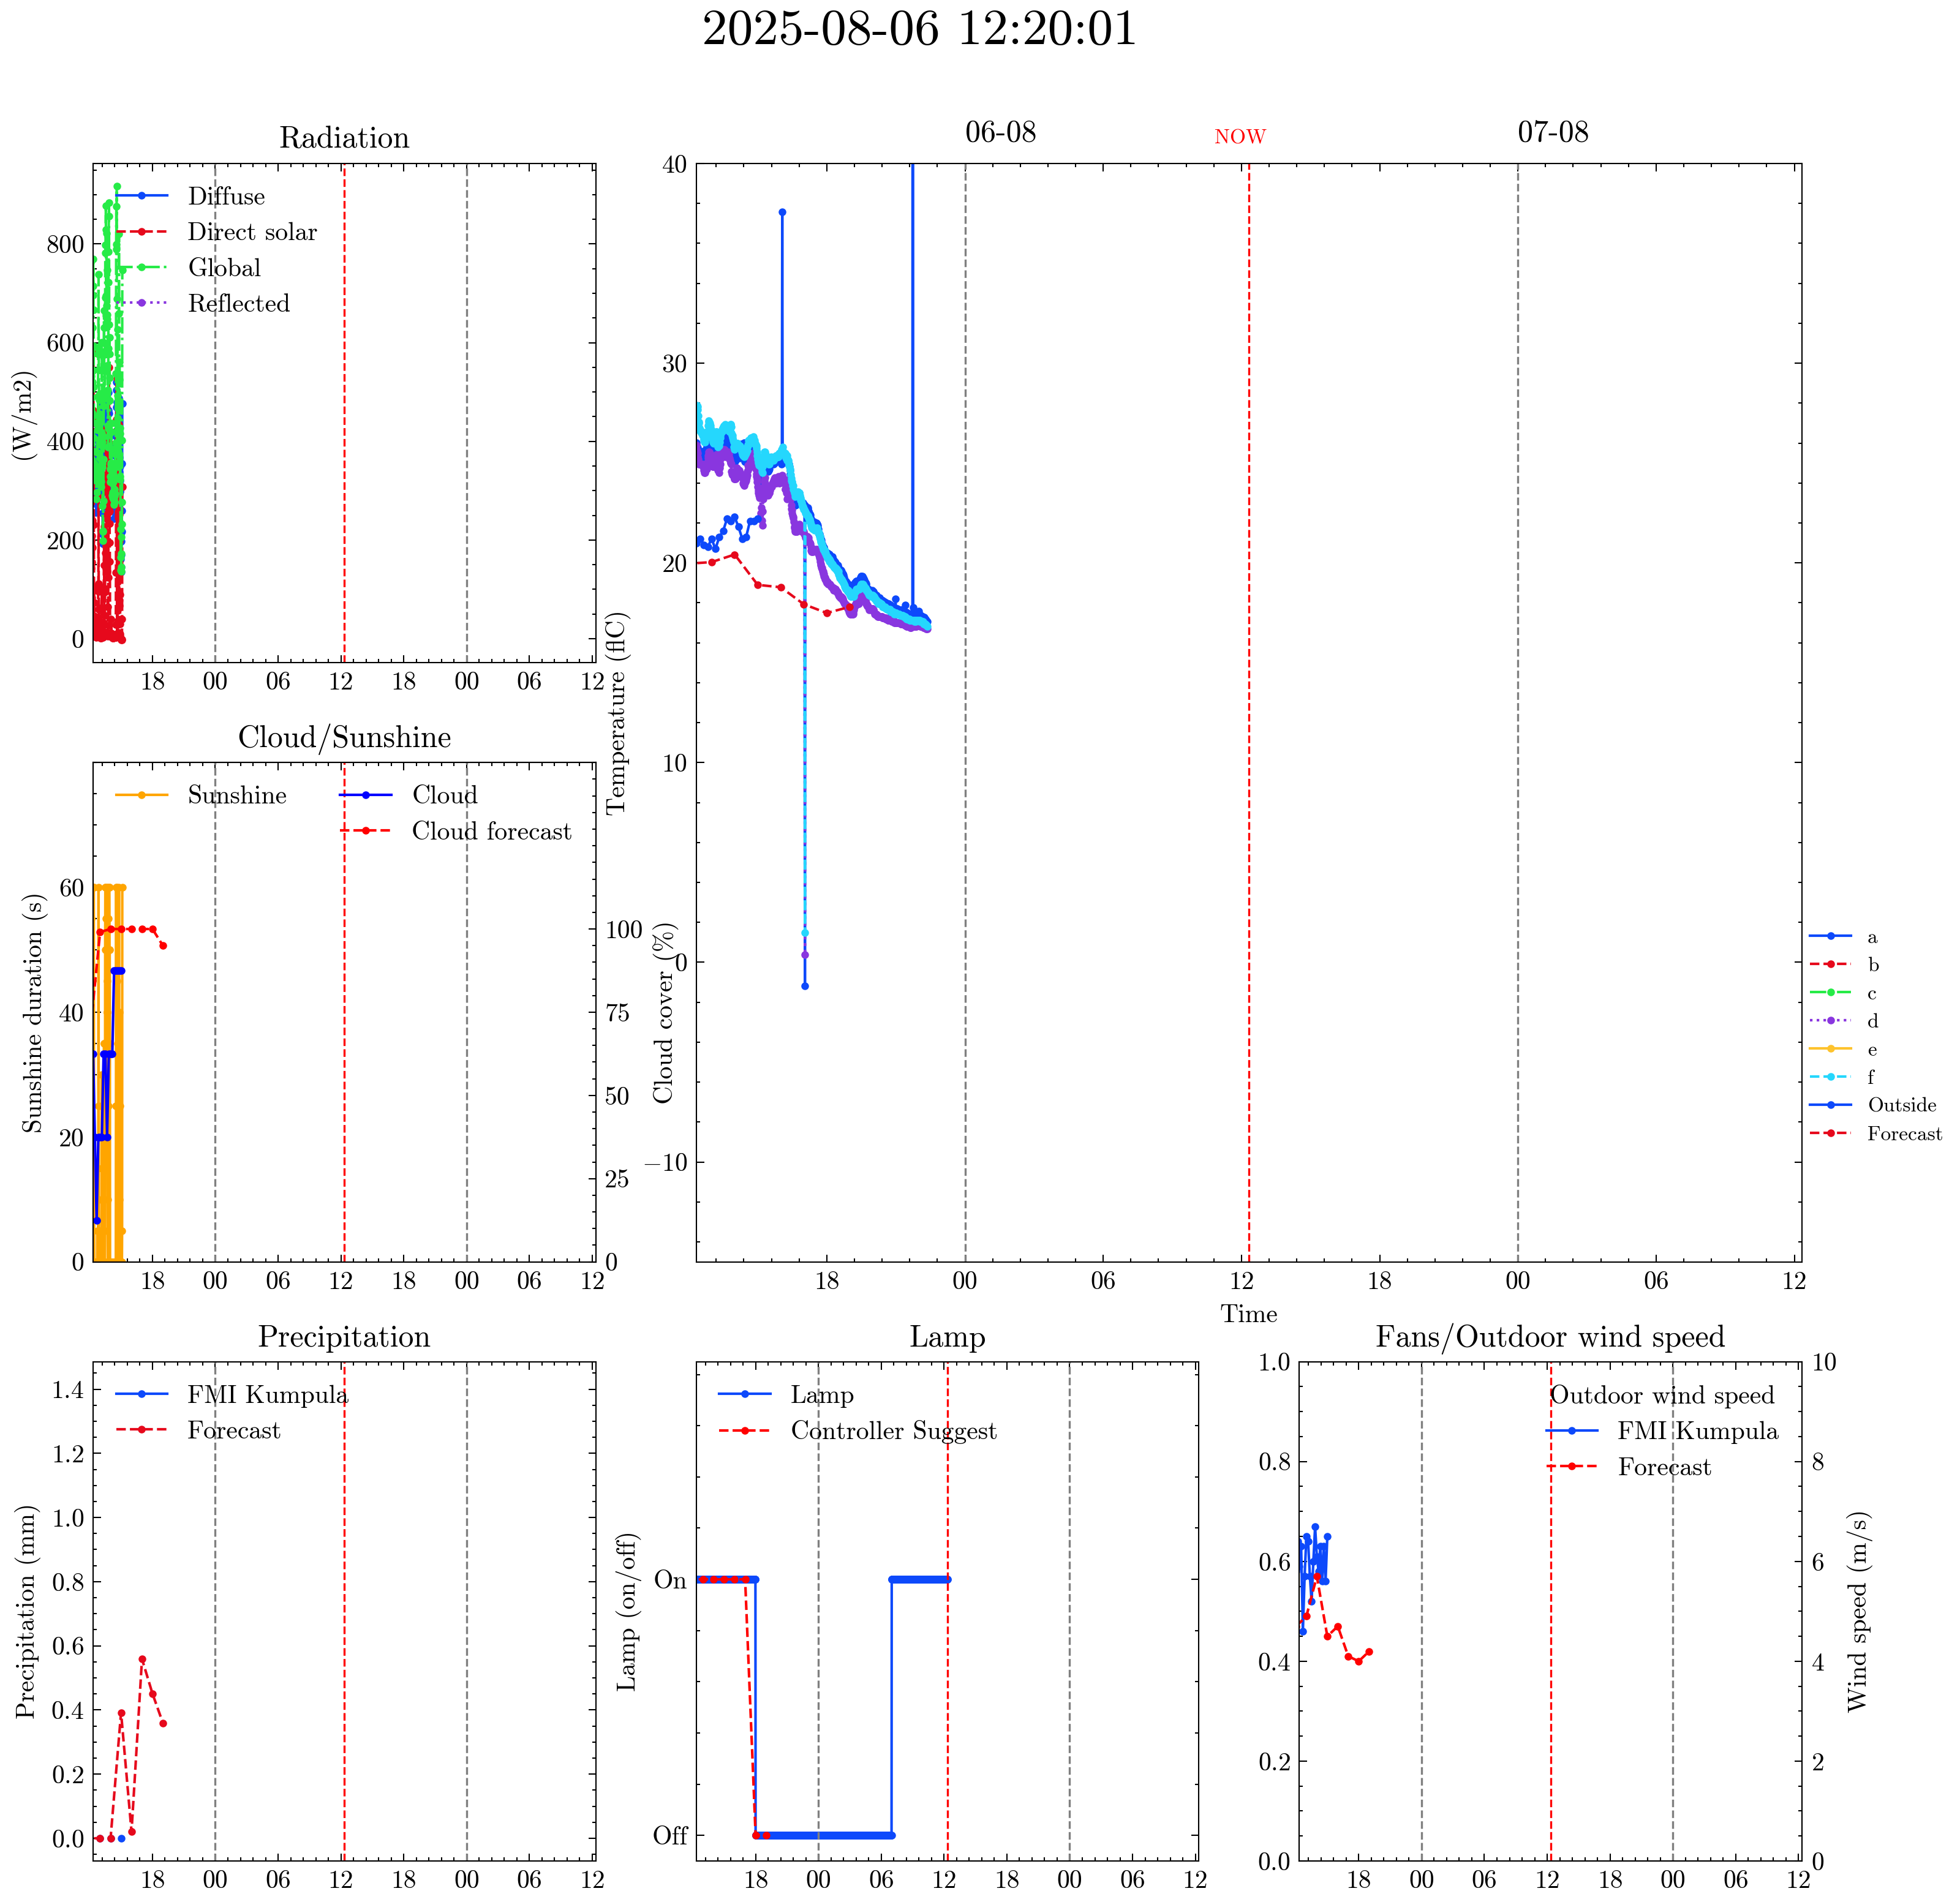 2025-08-06 12:20:01
Radiation
800
600
400
200
0
(W/m2)
Diffuse
Direct solar
Global
Reflected
18 00 06 12 18 00 06 12
Cloud/Sunshine
60
40
20
0
Sunshine duration (s)
Sunshine
Cloud
Cloud forecast
100
75
50
25
0
Cloud cover (%)
18 00 06 12 18 00 06 12
06-08
NOW
07-08
40
30
20
10
0
−10
Temperature (flC)
18 00 06 12 18 00 06 12
Time
a
b
c
d
e
f
Outside
Forecast
Precipitation
1.4
1.2
1.0
0.8
0.6
0.4
0.2
0.0
Precipitation (mm)
FMI Kumpula
Forecast
18 00 06 12 18 00 06 12
Lamp
On
Off
Lamp (on/off)
Lamp
Controller Suggest
18 00 06 12 18 00 06 12
Fans/Outdoor wind speed
1.0
0.8
0.6
0.4
0.2
0.0
Outdoor wind speed
FMI Kumpula
Forecast
10
8
6
4
2
0
Wind speed (m/s)
18 00 06 12 18 00 06 12